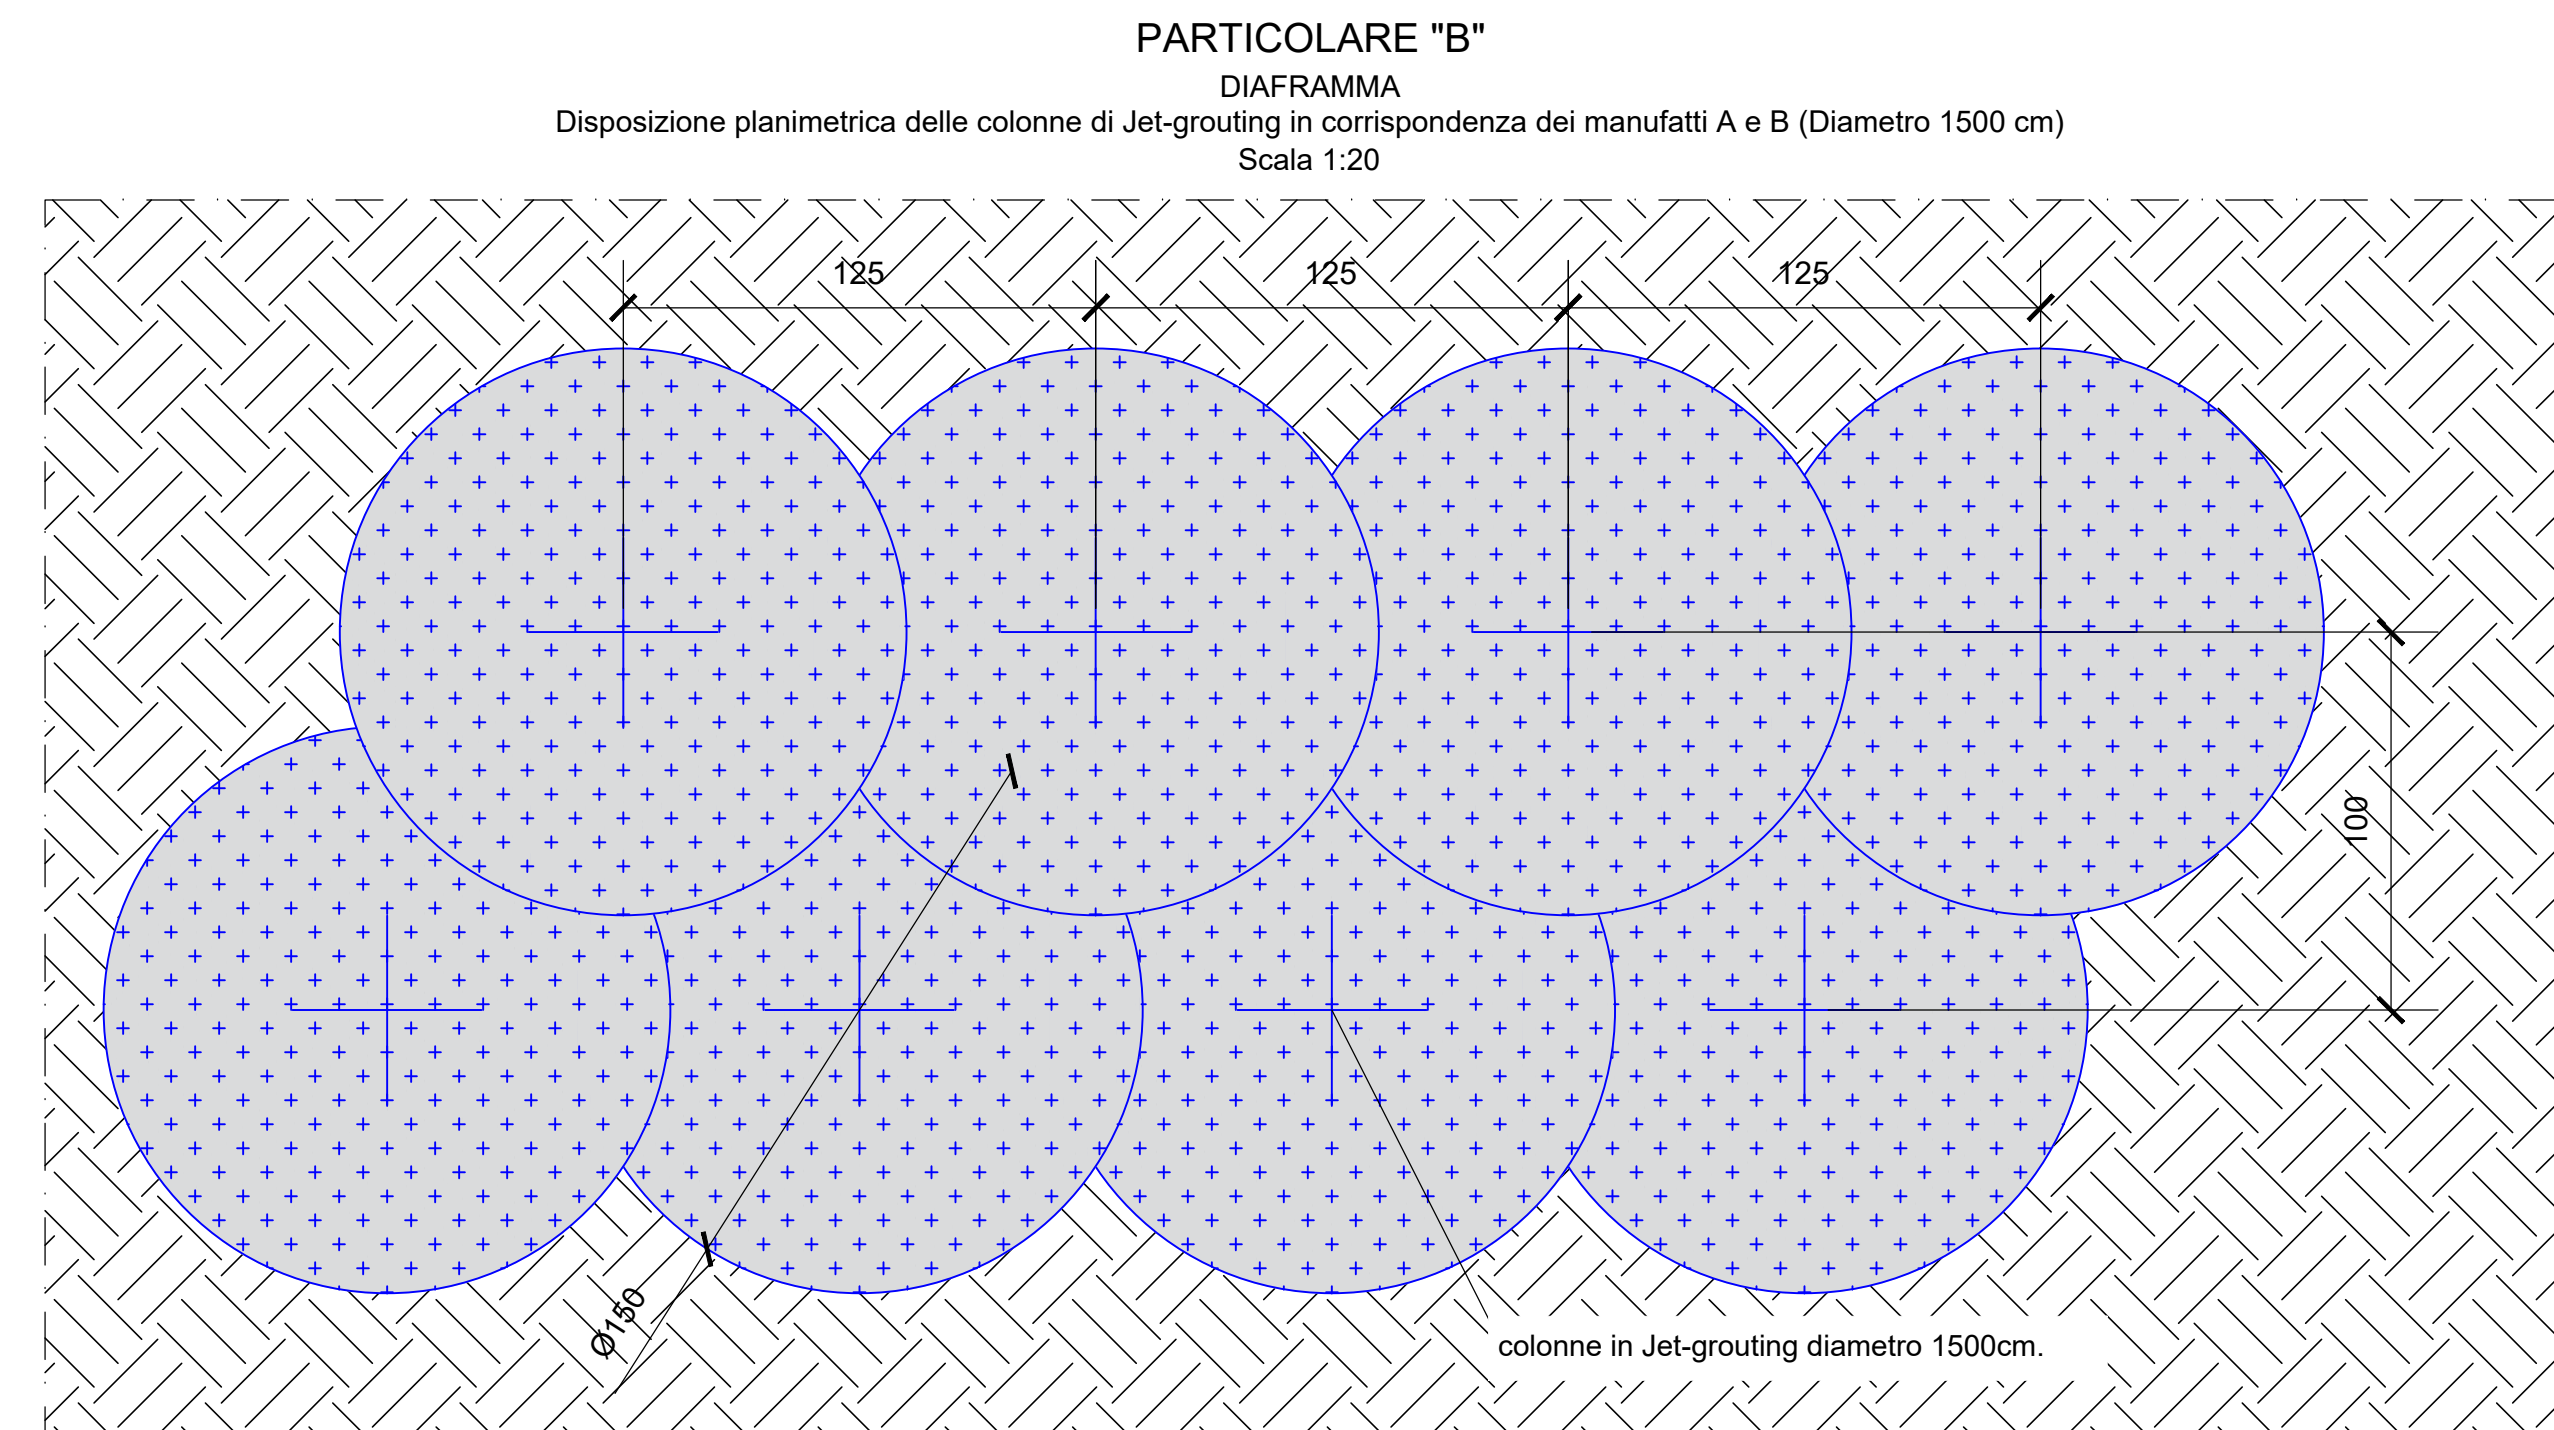 PARTICOLARE "B"
DIAFRAMMA
Disposizione planimetrica delle colonne di Jet-grouting in corrispondenza dei manufatti A e B (Diametro 1500 cm)
Scala 1:20
125
125
125
100
Ø150
colonne in Jet-grouting diametro 1500cm.